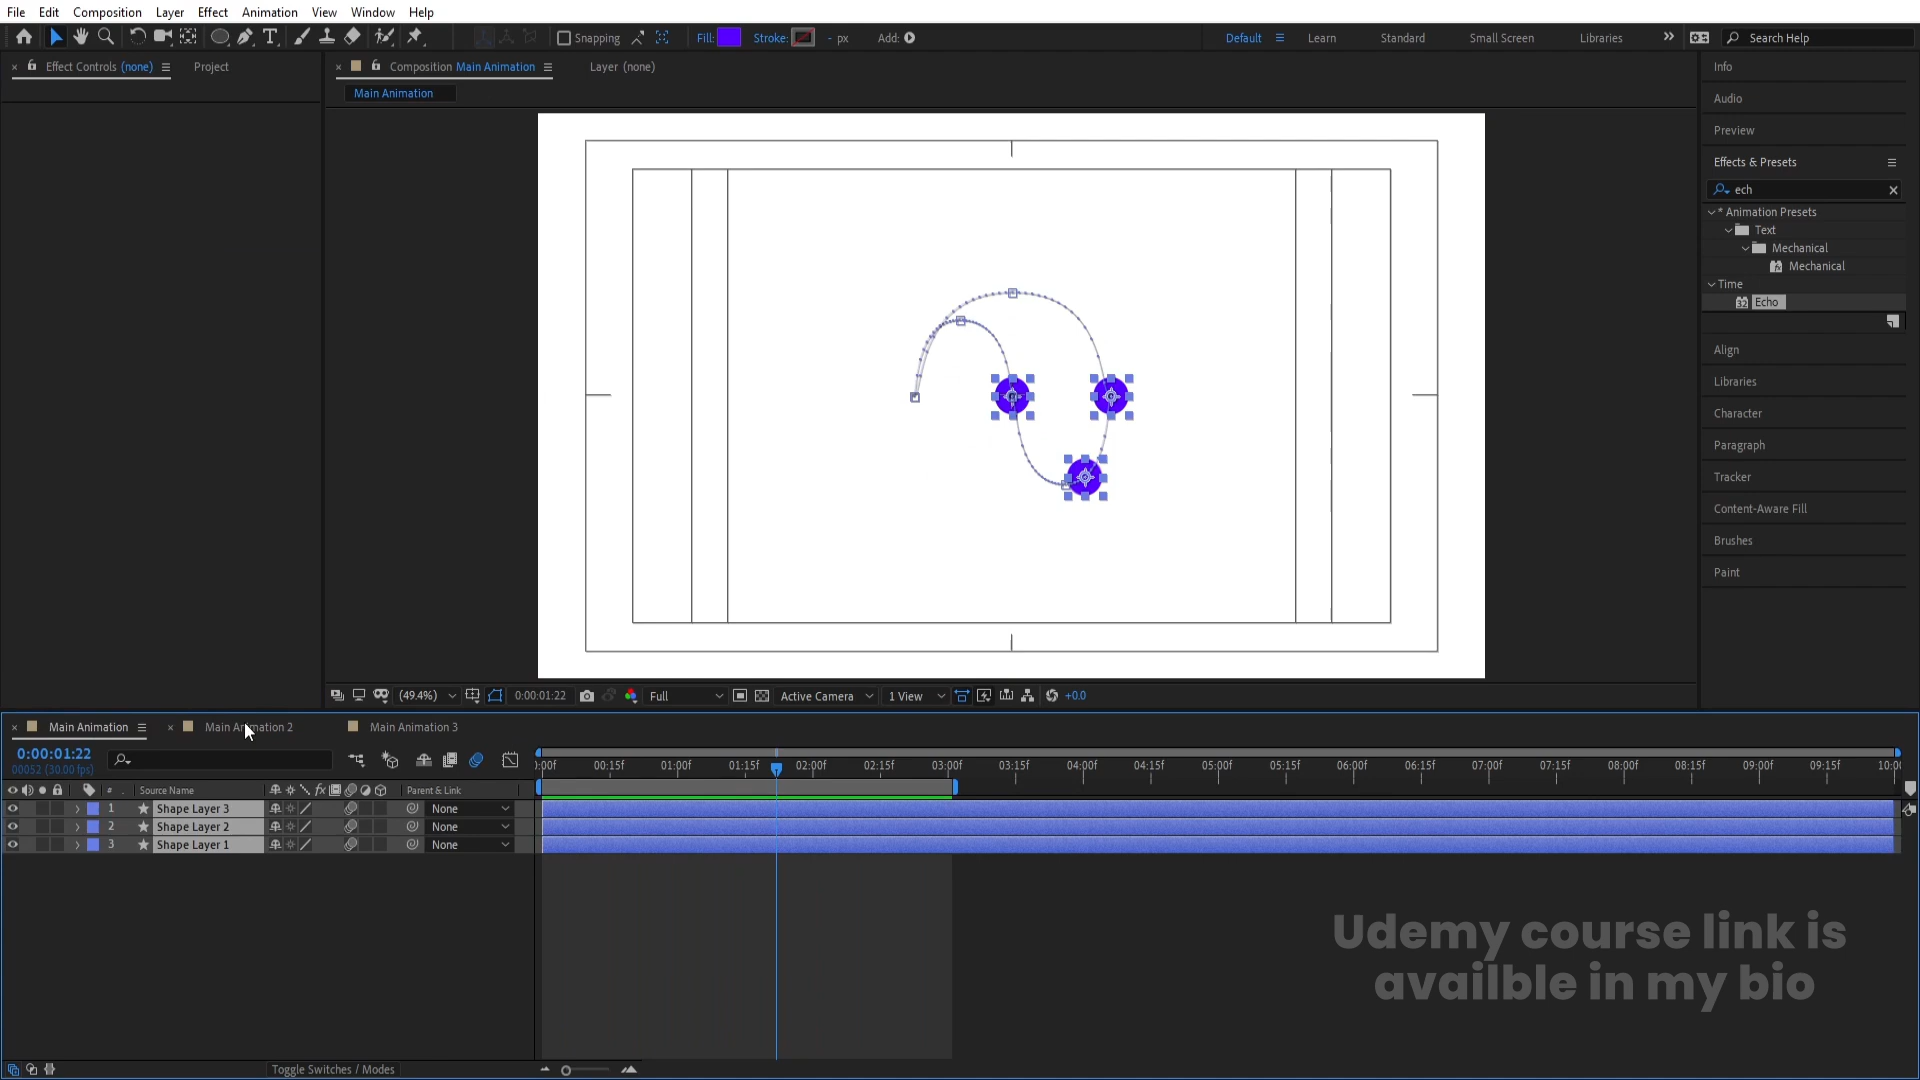 File Edit Composition Layer Effect Animation View Window Help
Snapping Fill: Stroke: - px Add: Default Learn Standard Small Screen Libraries Search Help
Effect Controls (none) Project
Composition Main Animation Layer (none)
Main Animation
Info
Audio
Preview
Effects & Presets
ech
* Animation Presets
Text
Mechanical
Mechanical
Time
Echo
Align
Libraries
Character
Paragraph
Tracker
Content-Aware Fill
Brushes
Paint
(49.4%) 0:00:01:22 Full Active Camera 1 View +0.0
Main Animation Main Animation 2 Main Animation 3
0:00:01:22
00052 (30.00 fps)
:00f 00:15f 01:00f 01:15f 02:00f 02:15f 03:00f 03:15f 04:00f 04:15f 05:00f 05:15f 06:00f 06:15f 07:00f 07:15f 08:00f 08:15f 09:00f 09:15f 10:00
# Source Name Parent & Link
1 Shape Layer 3 None
2 Shape Layer 2 None
3 Shape Layer 1 None
Udemy course link is
availble in my bio
Toggle Switches / Modes